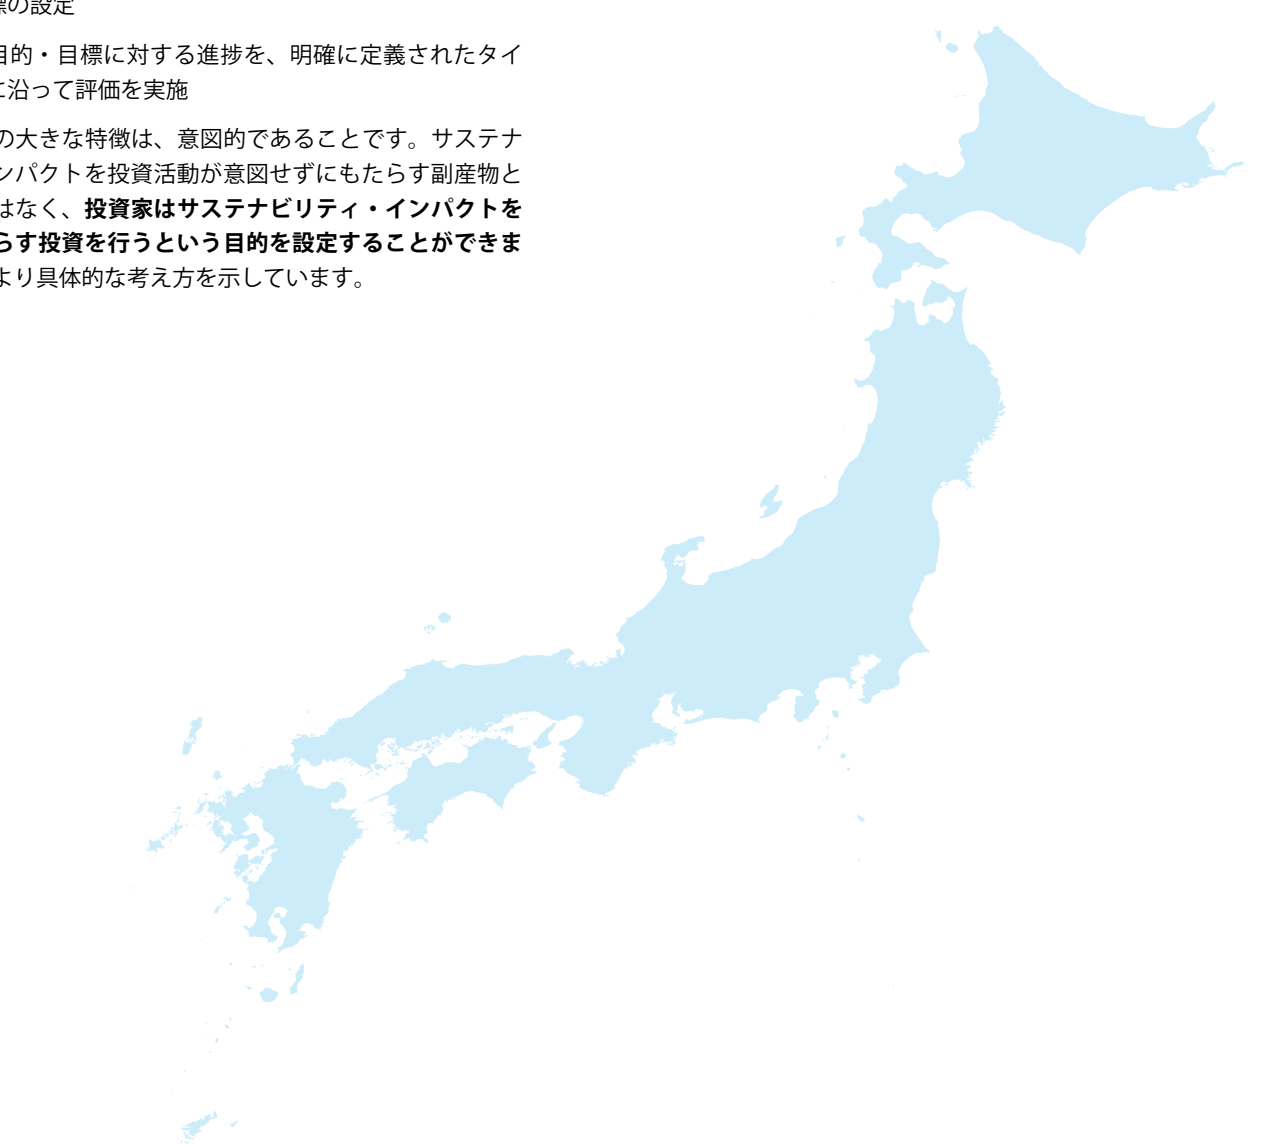 の設定
目的・目標に対する進捗を、明確に定義されたタイ
に沿って評価を実施
の大きな特徴は、意図的であることです。サステナ
ンパクトを投資活動が意図せずにもたらす副産物と
はなく、投資家はサステナビリティ・インパクトを
らす投資を行うという目的を設定することができま
より具体的な考え方を示しています。